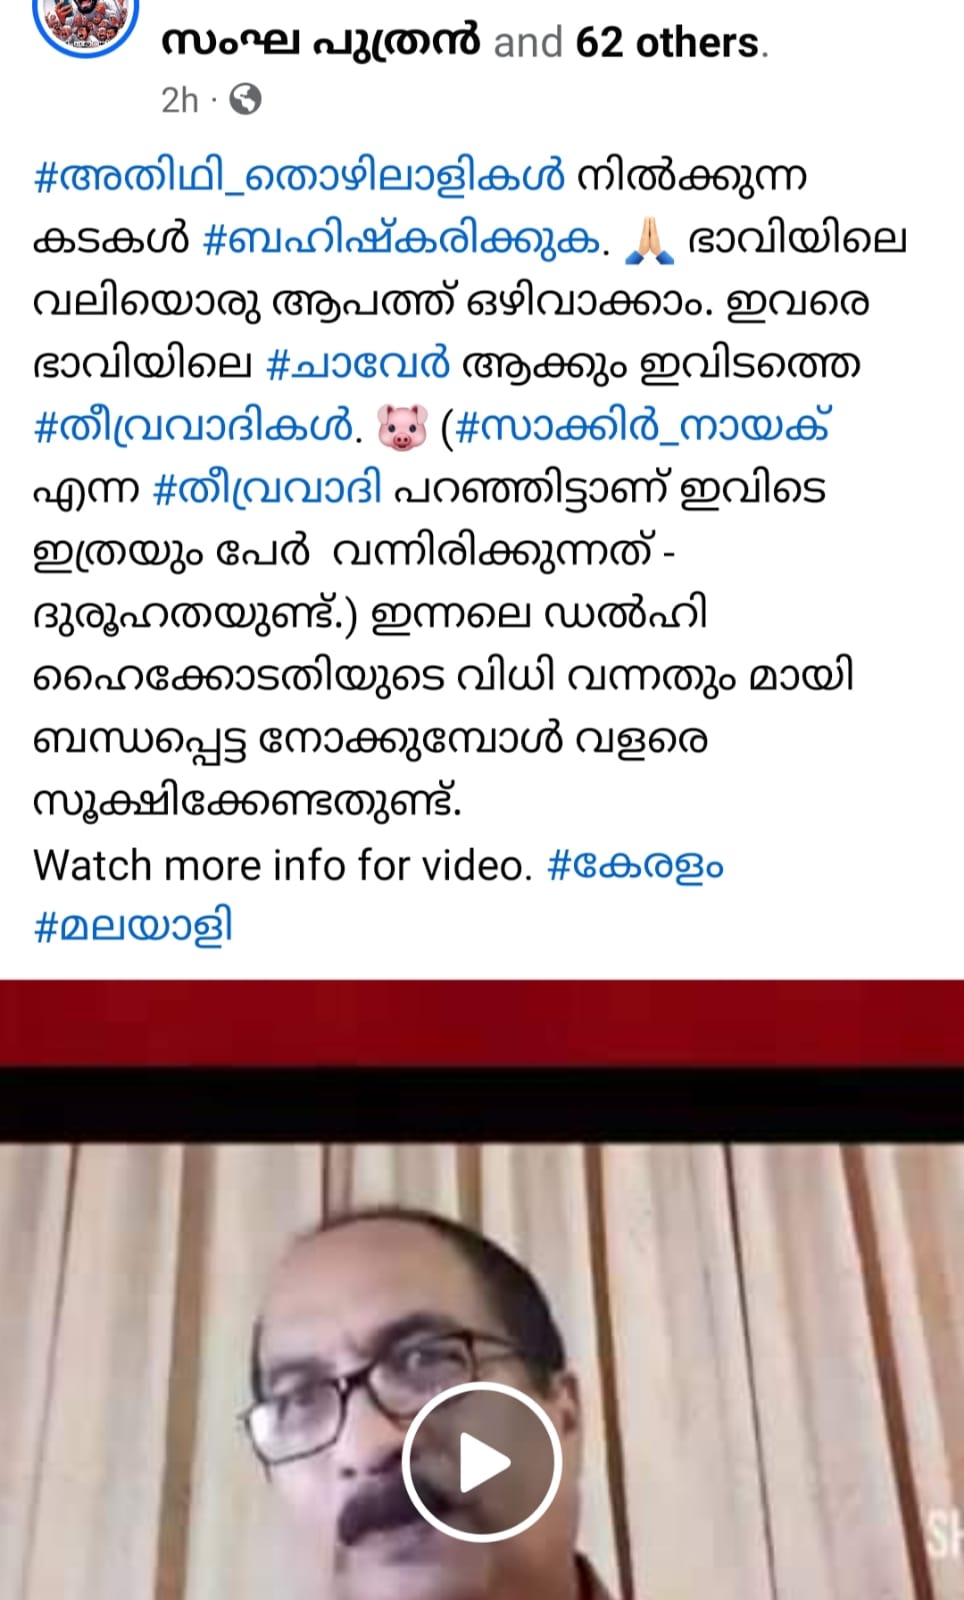 സംഘ പുത്രൻ and 62 others.
2h ·
#അതിഥി_തൊഴിലാളികൾ നിൽക്കുന്ന
കടകൾ #ബഹിഷ്കരിക്കുക. 🙏🏻 ഭാവിയിലെ
വലിയൊരു ആപത്ത് ഒഴിവാക്കാം. ഇവരെ
ഭാവിയിലെ #ചാവേർ ആക്കും ഇവിടത്തെ
#തീവ്രവാദികൾ. 🐷 (#സാക്കിർ_നായക്
എന്ന #തീവ്രവാദി പറഞ്ഞിട്ടാണ് ഇവിടെ
ഇത്രയും പേർ വന്നിരിക്കുന്നത് -
ദുരൂഹതയുണ്ട്.) ഇന്നലെ ഡൽഹി
ഹൈക്കോടതിയുടെ വിധി വന്നതും മായി
ബന്ധപ്പെട്ട നോക്കുമ്പോൾ വളരെ
സൂക്ഷിക്കേണ്ടതുണ്ട്.
Watch more info for video. #കേരളം
#മലയാളി
SH